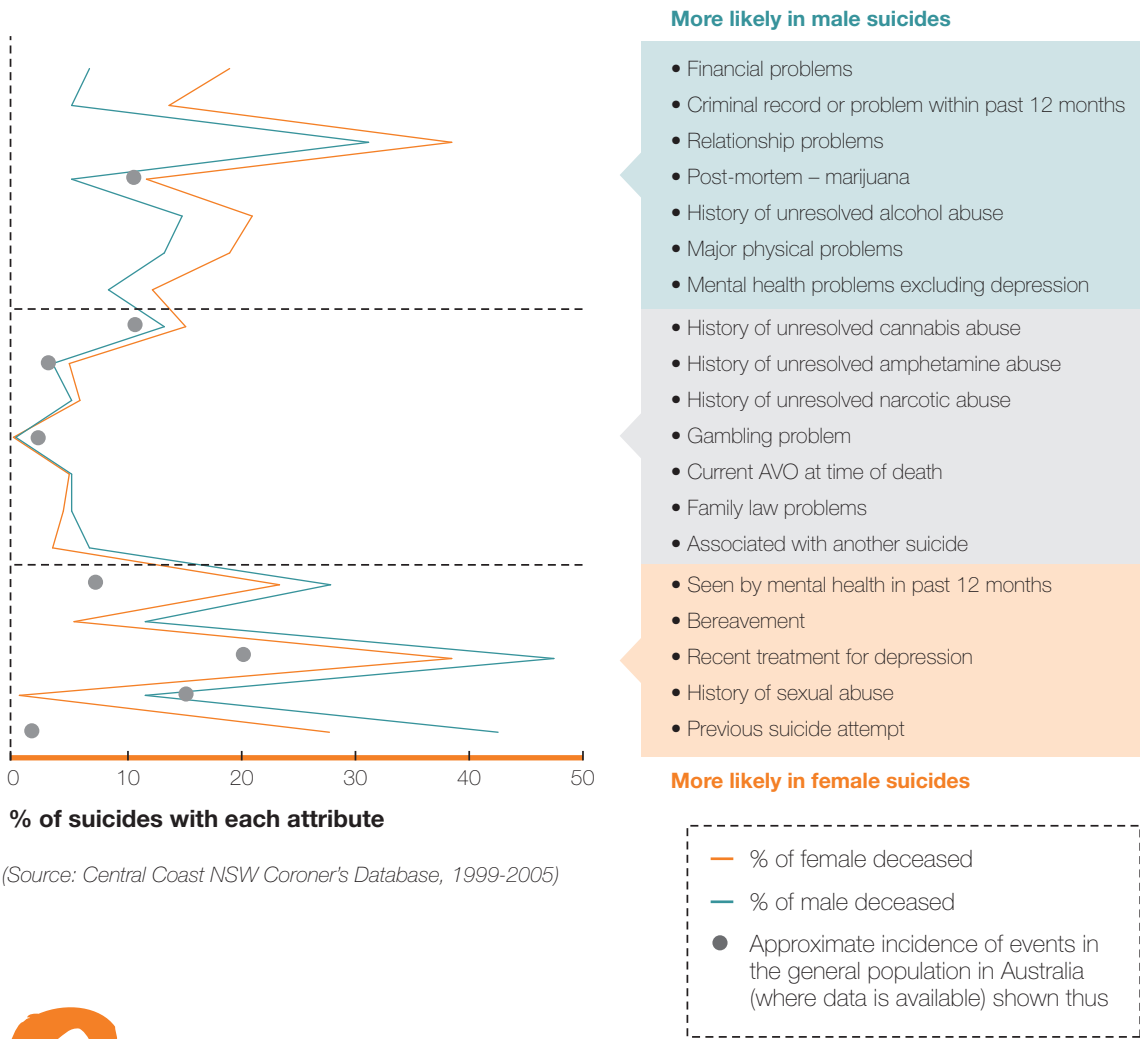 More likely in male suicides
• Financial problems
• Criminal record or problem within past 12 months
• Relationship problems
• Post-mortem – marijuana
• History of unresolved alcohol abuse
• Major physical problems
• Mental health problems excluding depression
• History of unresolved cannabis abuse
• History of unresolved amphetamine abuse
• History of unresolved narcotic abuse
• Gambling problem
• Current AVO at time of death
• Family law problems
• Associated with another suicide
• Seen by mental health in past 12 months
• Bereavement
• Recent treatment for depression
• History of sexual abuse
• Previous suicide attempt
More likely in female suicides
0 10 20 30 40 50
% of suicides with each attribute
(Source: Central Coast NSW Coroner's Database, 1999-2005)
% of female deceased
% of male deceased
Approximate incidence of events in
the general population in Australia
(where data is available) shown thus